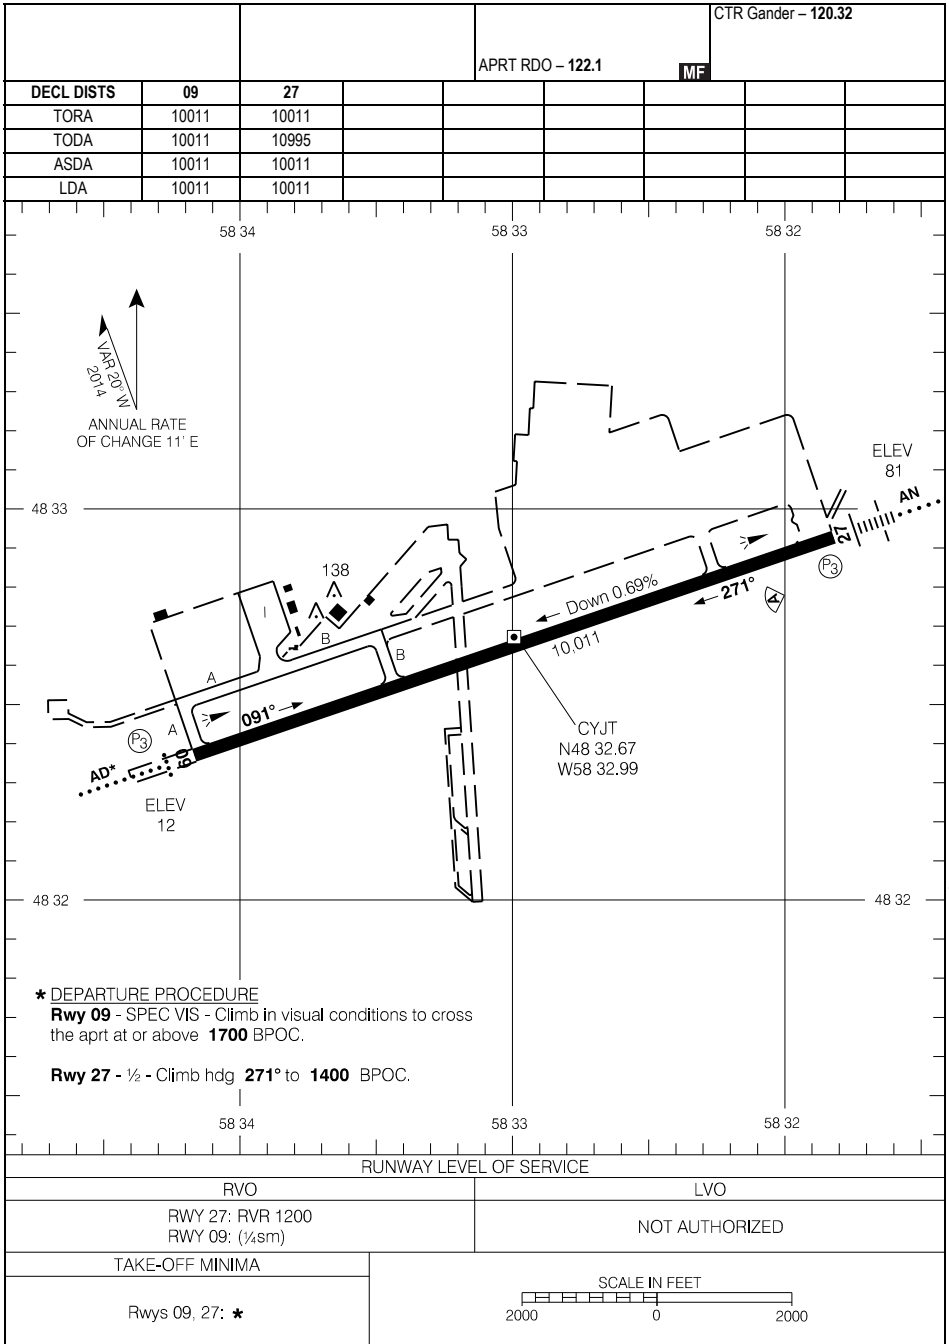 CTR Gander – 120.32
APRT RDO – 122.1
MF
DECL DISTS 09 27
TORA 10011 10011
TODA 10011 10995
ASDA 10011 10011
LDA 10011 10011
58 34 58 33 58 32
VAR 20° W
2014
ANNUAL RATE
OF CHANGE 11' E
ELEV
81
AN
48 33
27
P3
138
Down 0.69%
271°
A
10,011
I
B
B
A
A
091°
CYJT
N48 32.67
W58 32.99
P3
09
AD*
ELEV
12
48 32 48 32
* DEPARTURE PROCEDURE
Rwy 09 - SPEC VIS - Climb in visual conditions to cross
the aprt at or above 1700 BPOC.
Rwy 27 - ½ - Climb hdg 271° to 1400 BPOC.
58 34 58 33 58 32
RUNWAY LEVEL OF SERVICE
RVO LVO
RWY 27: RVR 1200
RWY 09: (¼sm)
NOT AUTHORIZED
TAKE-OFF MINIMA
Rwys 09, 27: *
SCALE IN FEET
2000 0 2000